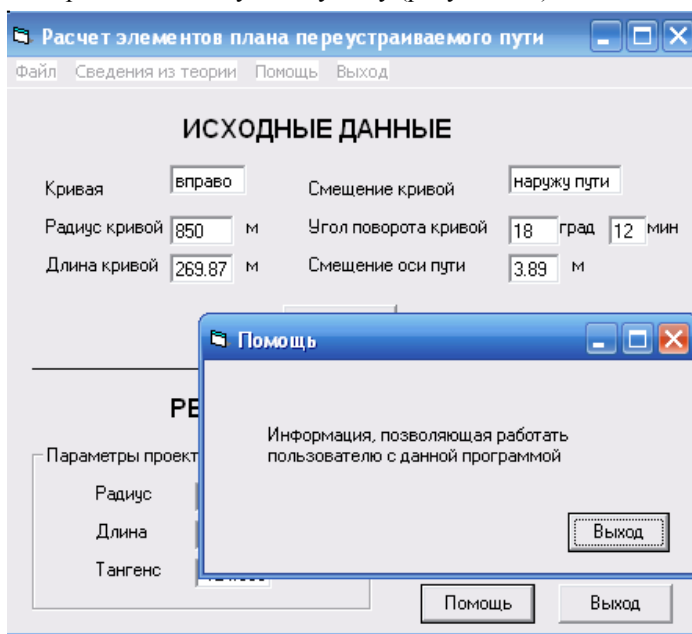 Расчет элементов плана переустраиваемого пути
Файл Сведения из теории Помощь Выход
ИСХОДНЫЕ ДАННЫЕ
Кривая вправо Смещение кривой наружу пути
Радиус кривой 850 м Угол поворота кривой 18 град 12 мин
Длина кривой 269.87 м Смещение оси пути 3.89 м
Помощь
РЕ
Информация, позволяющая работать
Параметры проект
пользователю с данной программой
Радиус
Длина
Выход
Тангенс
Помощь Выход